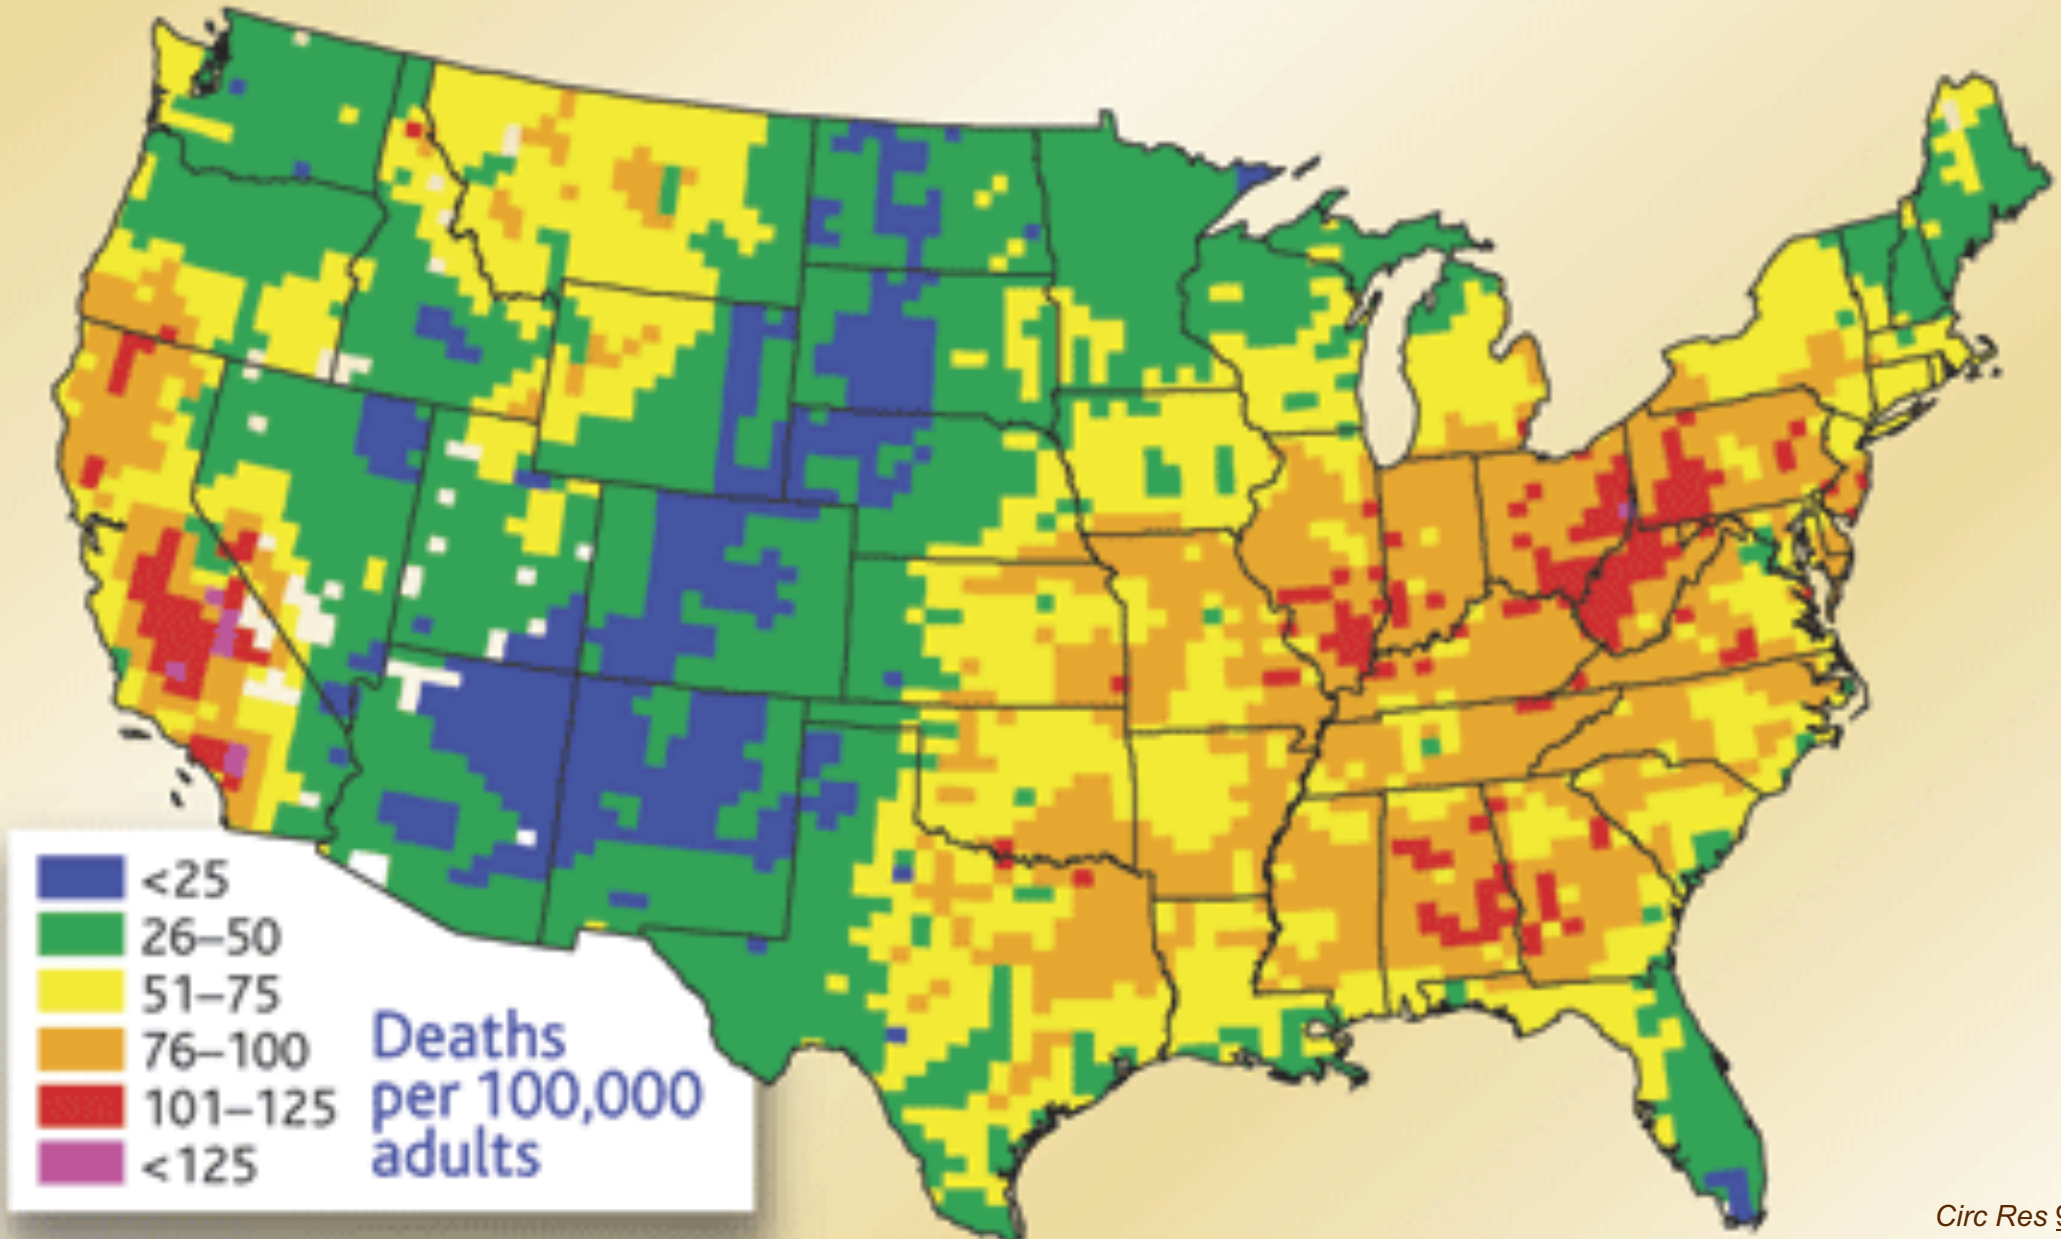 <25
26–50
51–75
76–100
101–125
<125
Deaths
per 100,000
adults
Circ Res